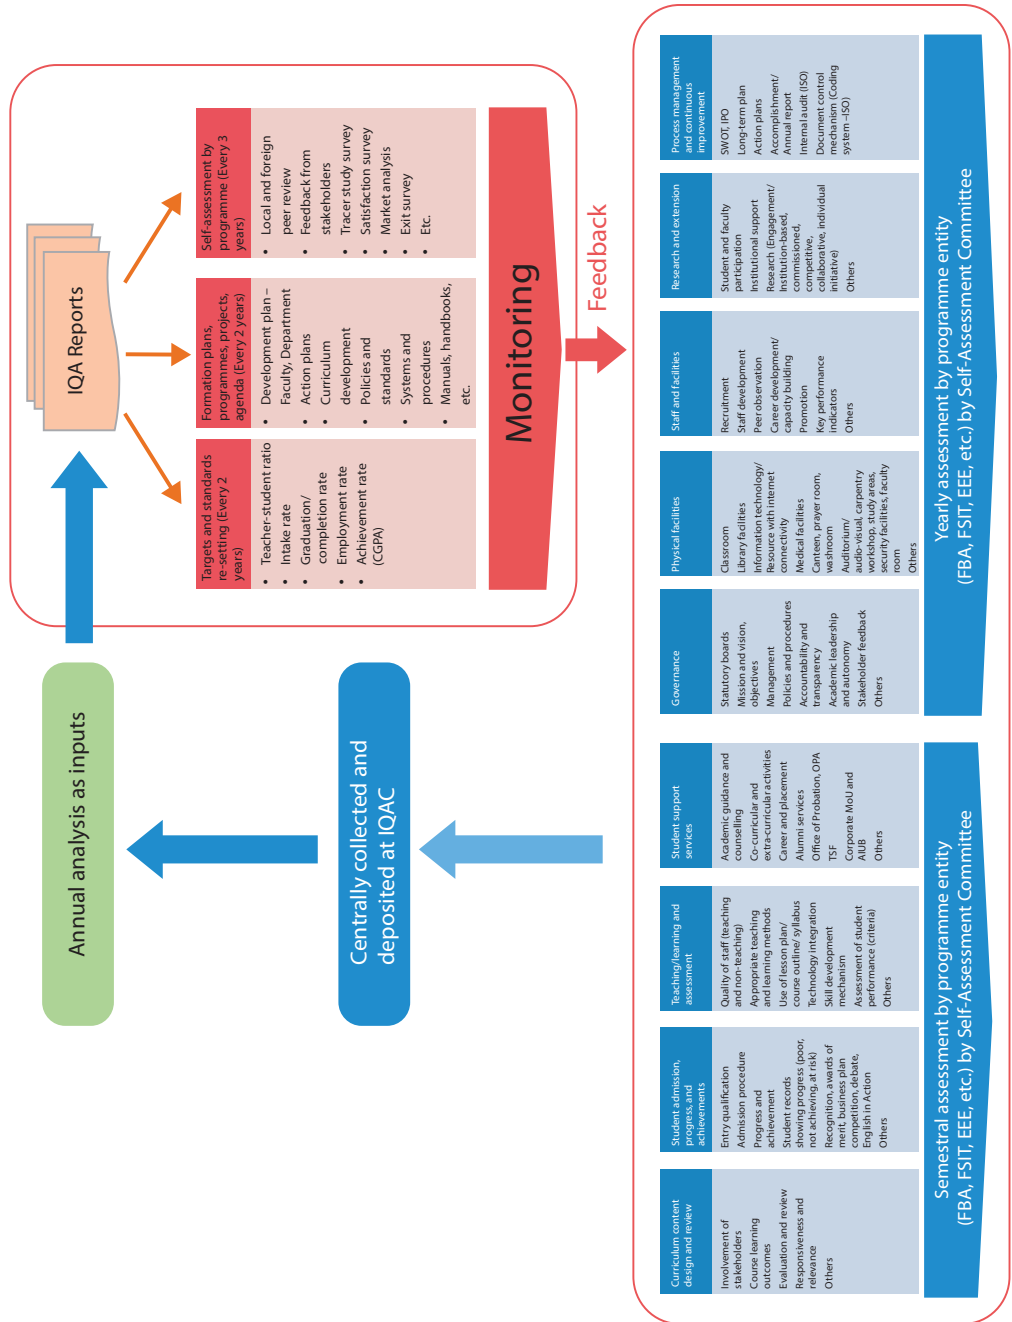 Annual analysis as inputs
IQA Reports
Centrally collected and
deposited at IQAC
Targets and standards
re-setting (Every 2
years)
• Teacher-student ratio
• Intake rate
• Graduation/
completion rate
• Employment rate
• Achievement rate
(CGPA)
Formation plans,
programmes, projects,
agenda (Every 2 years)
• Development plan –
Faculty, Department
• Action plans
• Curriculum
development
• Policies and
standards
• Systems and
procedures
• Manuals, handbooks,
etc.
Self-assessment by
programme (Every 3
years)
• Local and foreign
peer review
• Feedback from
stakeholders
• Tracer study survey
• Satisfaction survey
• Market analysis
• Exit survey
• Etc.
Monitoring
Feedback
Curriculum content
design and review
Involvement of
stakeholders
Course learning
outcomes
Evaluation and review
Responsiveness and
relevance
Others
Student admission,
progress, and
achievements
Entry qualification
Admission procedure
Progress and
achievement
Student records
showing progress (poor,
not achieving, at risk)
Recognition, awards of
merit, business plan
competition, debate,
English in Action
Others
Teaching/learning and
assessment
Quality of staff (teaching
and non-teaching)
Appropriate teaching
and learning methods
Use of lesson plan/
course outline/ syllabus
Technology integration
Skill development
mechanism
Assessment of student
performance (criteria)
Others
Student support
services
Academic guidance and
counselling
Co-curricular and
extra-curricular activities
Career and placement
Alumni services
Office of Probation, OPA
TSF
Corporate MoU and
AIUB
Others
Governance
Statutory boards
Mission and vision,
objectives
Management
Policies and procedures
Accountability and
transparency
Academic leadership
and autonomy
Stakeholder feedback
Others
Physical facilities
Classroom
Library facilities
Information technology/
Resource with internet
connectivity
Medical facilities
Canteen, prayer room,
washroom
Auditorium/
audio-visual, carpentry
workshop, study areas,
security facilities, faculty
room
Others
Staff and facilities
Recruitment
Staff development
Peer observation
Career development/
capacity building
Promotion
Key performance
indicators
Others
Research and extension
Student and faculty
participation
Institutional support
Research (Engagement/
Institution-based,
commissioned,
competitive,
collaborative, individual
initiative)
Others
Process management
and continuous
improvement
SWOT, IPO
Long-term plan
Action plans
Accomplishment/
Annual report
Internal audit (ISO)
Document control
mechanism (Coding
system –ISO)
Semestral assessment by programme entity
(FBA, FSIT, EEE, etc.) by Self-Assessment Committee
Yearly assessment by programme entity
(FBA, FSIT, EEE, etc.) by Self-Assessment Committee